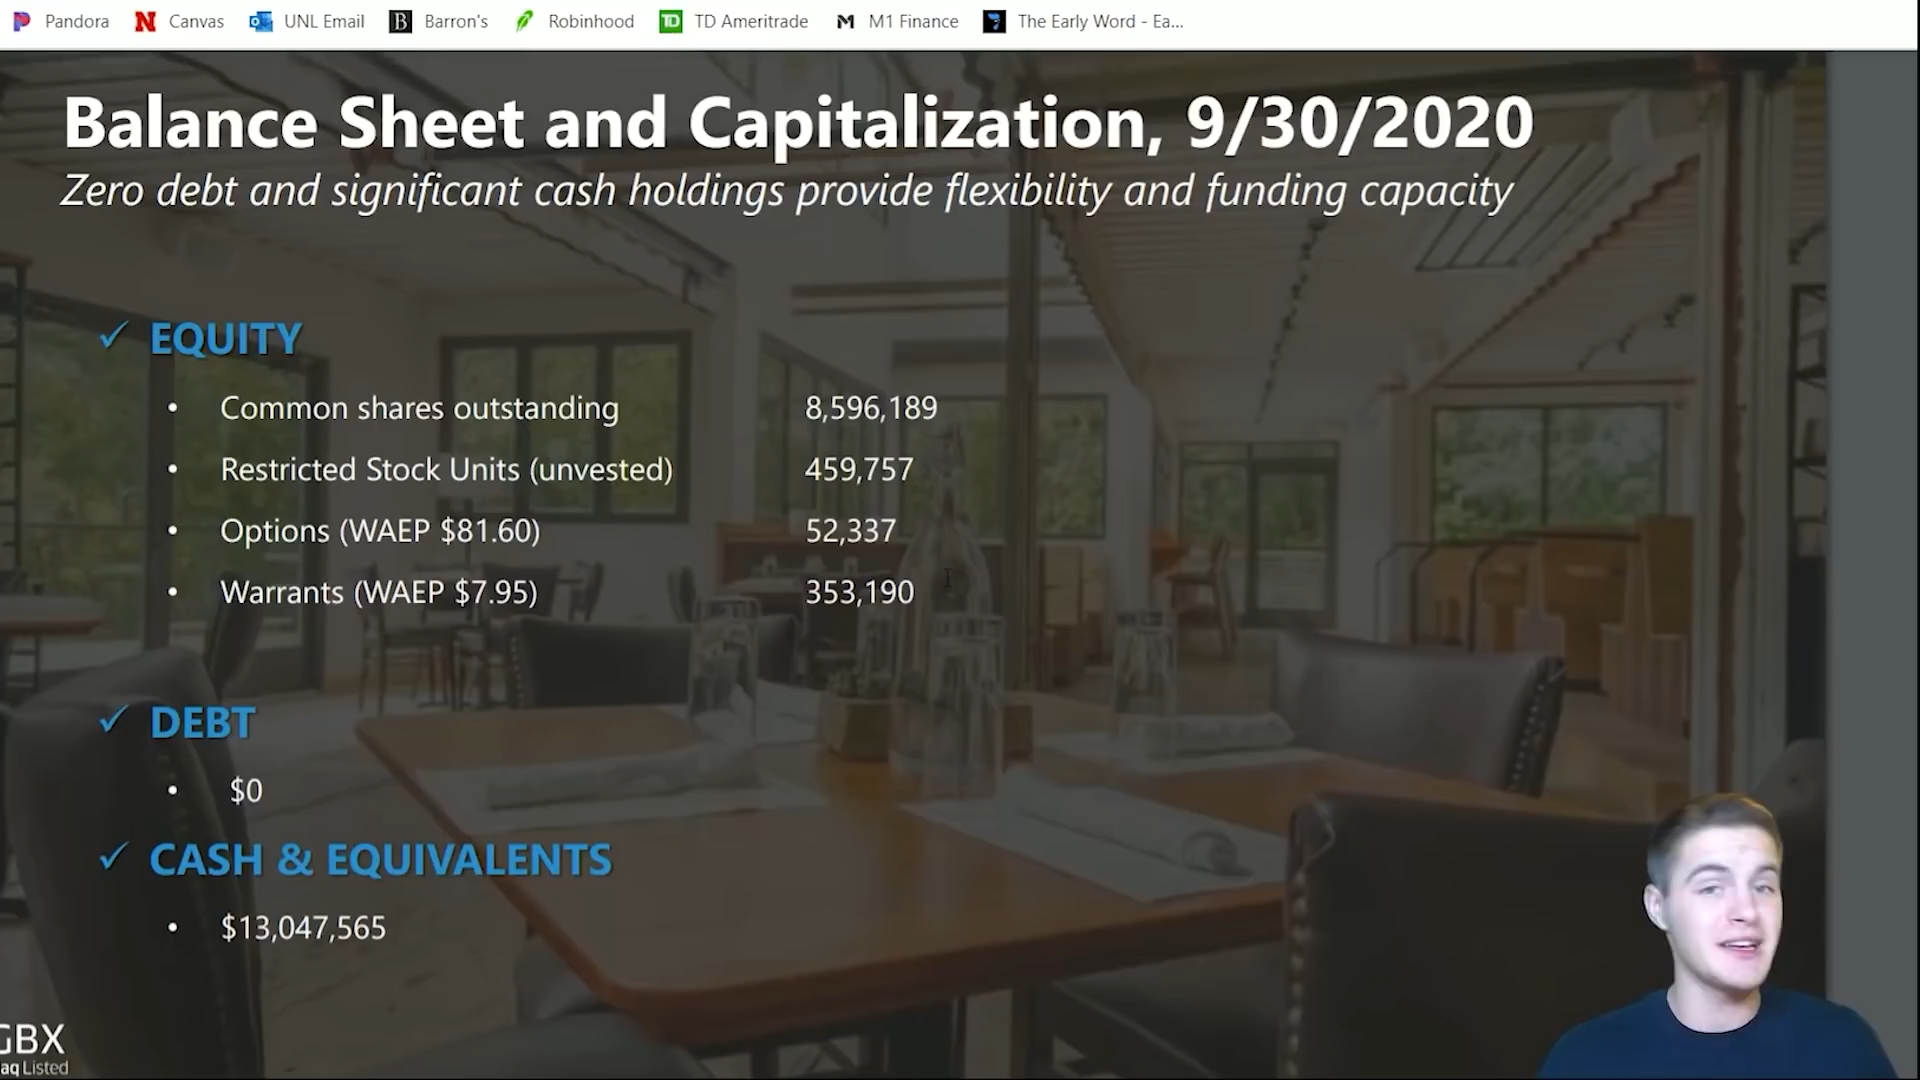 Pandora Canvas UNL Email Barron's Robinhood TD Ameritrade M1 Finance The Early Word - Ea...
Balance Sheet and Capitalization, 9/30/2020
Zero debt and significant cash holdings provide flexibility and funding capacity
✓ EQUITY
• Common shares outstanding 8,596,189
• Restricted Stock Units (unvested) 459,757
• Options (WAEP $81.60) 52,337
• Warrants (WAEP $7.95) 353,190
✓ DEBT
• $0
✓ CASH & EQUIVALENTS
• $13,047,565
GBX
aq Listed